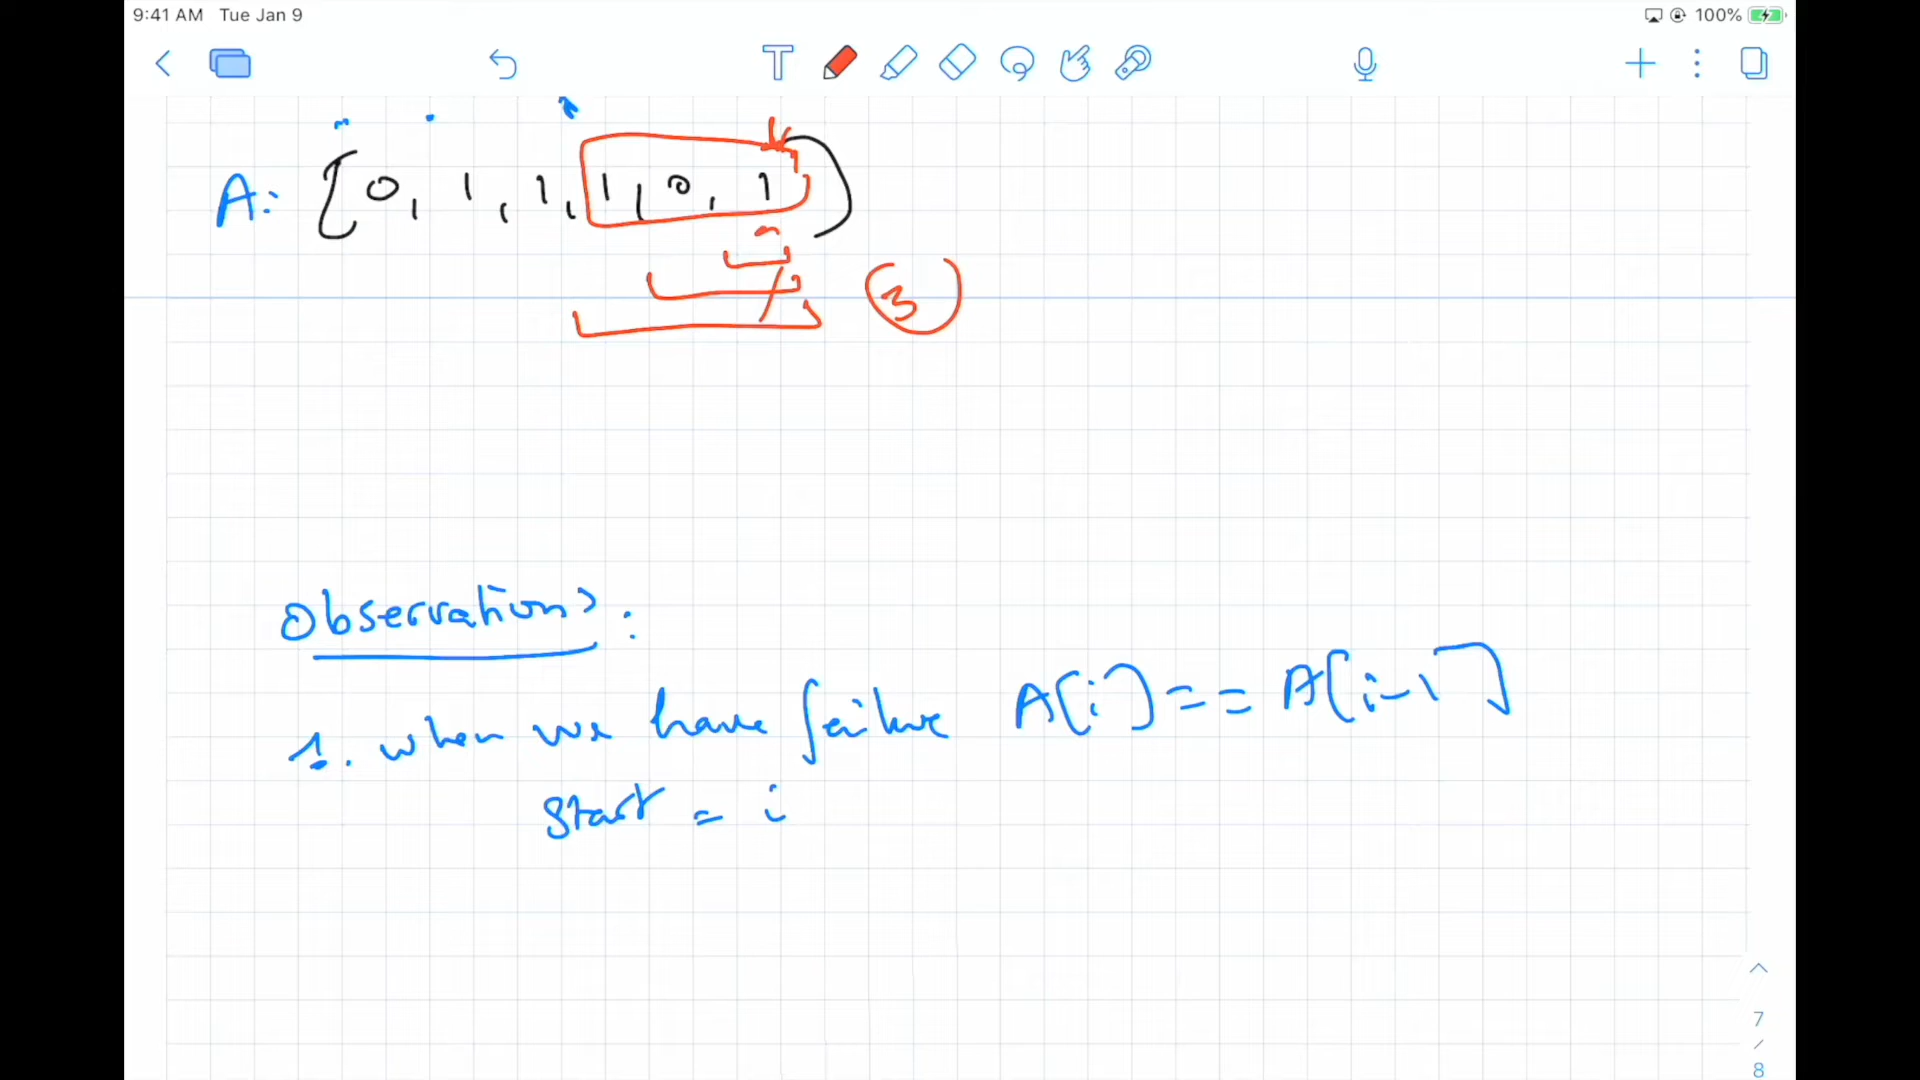 9:41 AM Tue Jan 9 100%
A: [0, 1, 1, 1, 0, 1]
3
Observations:
1. when we have failure A[i] == A[i-1]
start = i
7
/
8